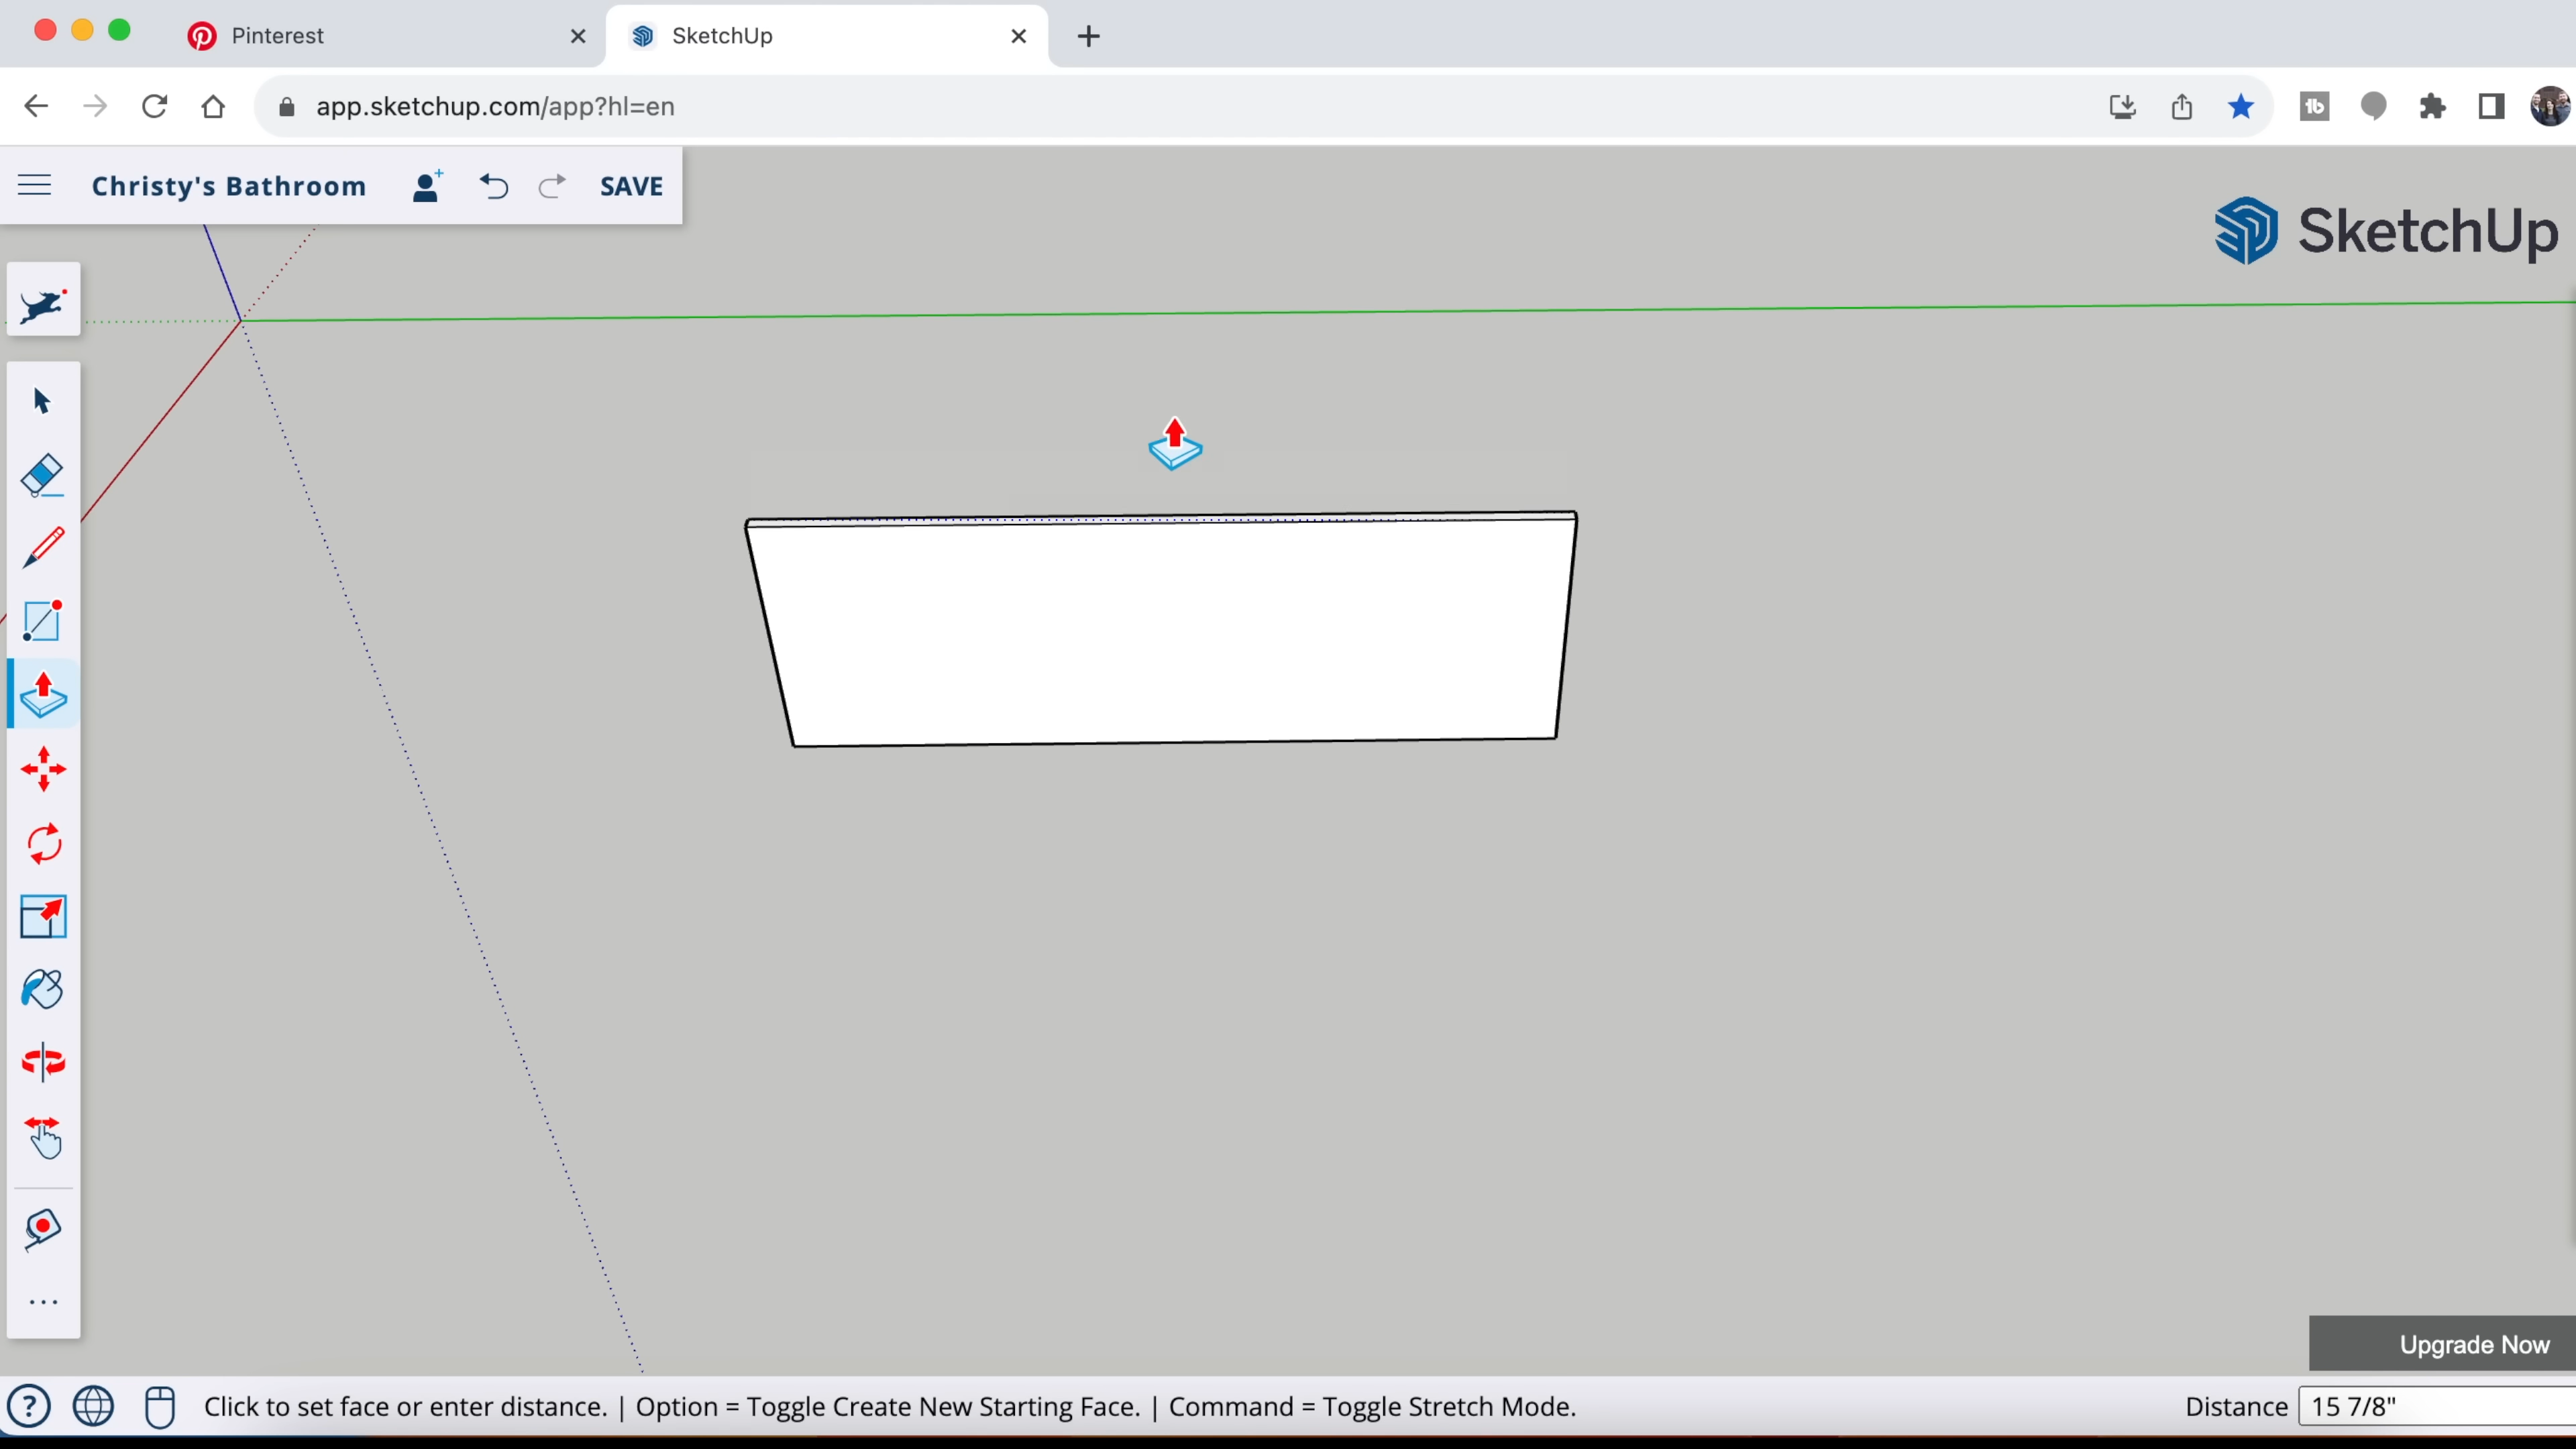 Pinterest
SketchUp
app.sketchup.com/app?hl=en
Christy's Bathroom
SAVE
SketchUp
Upgrade Now
Click to set face or enter distance. | Option = Toggle Create New Starting Face. | Command = Toggle Stretch Mode.
Distance 15 7/8"